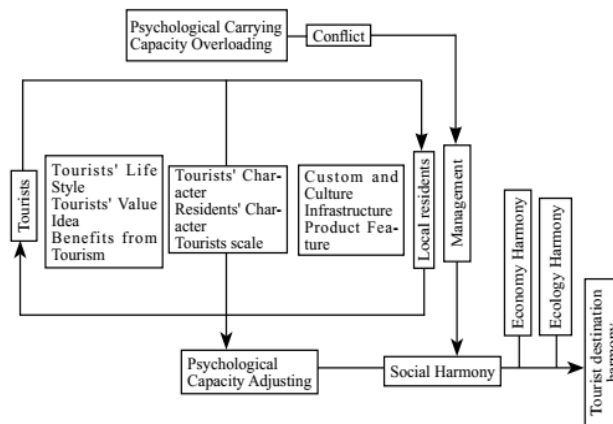 Psychological Carrying
Capacity Overloading
Conflict
Tourists
Tourists' Life
Style
Tourists' Value
Idea
Benefits from
Tourism
Tourists' Char-
acter
Residents' Char-
acter
Tourists scale
Custom and
Culture
Infrastructure
Product Fea-
ture
Local residents
Management
Economy Harmony
Ecology Harmony
Psychological
Capacity Adjusting
Social Harmony
Tourist destination
harmony